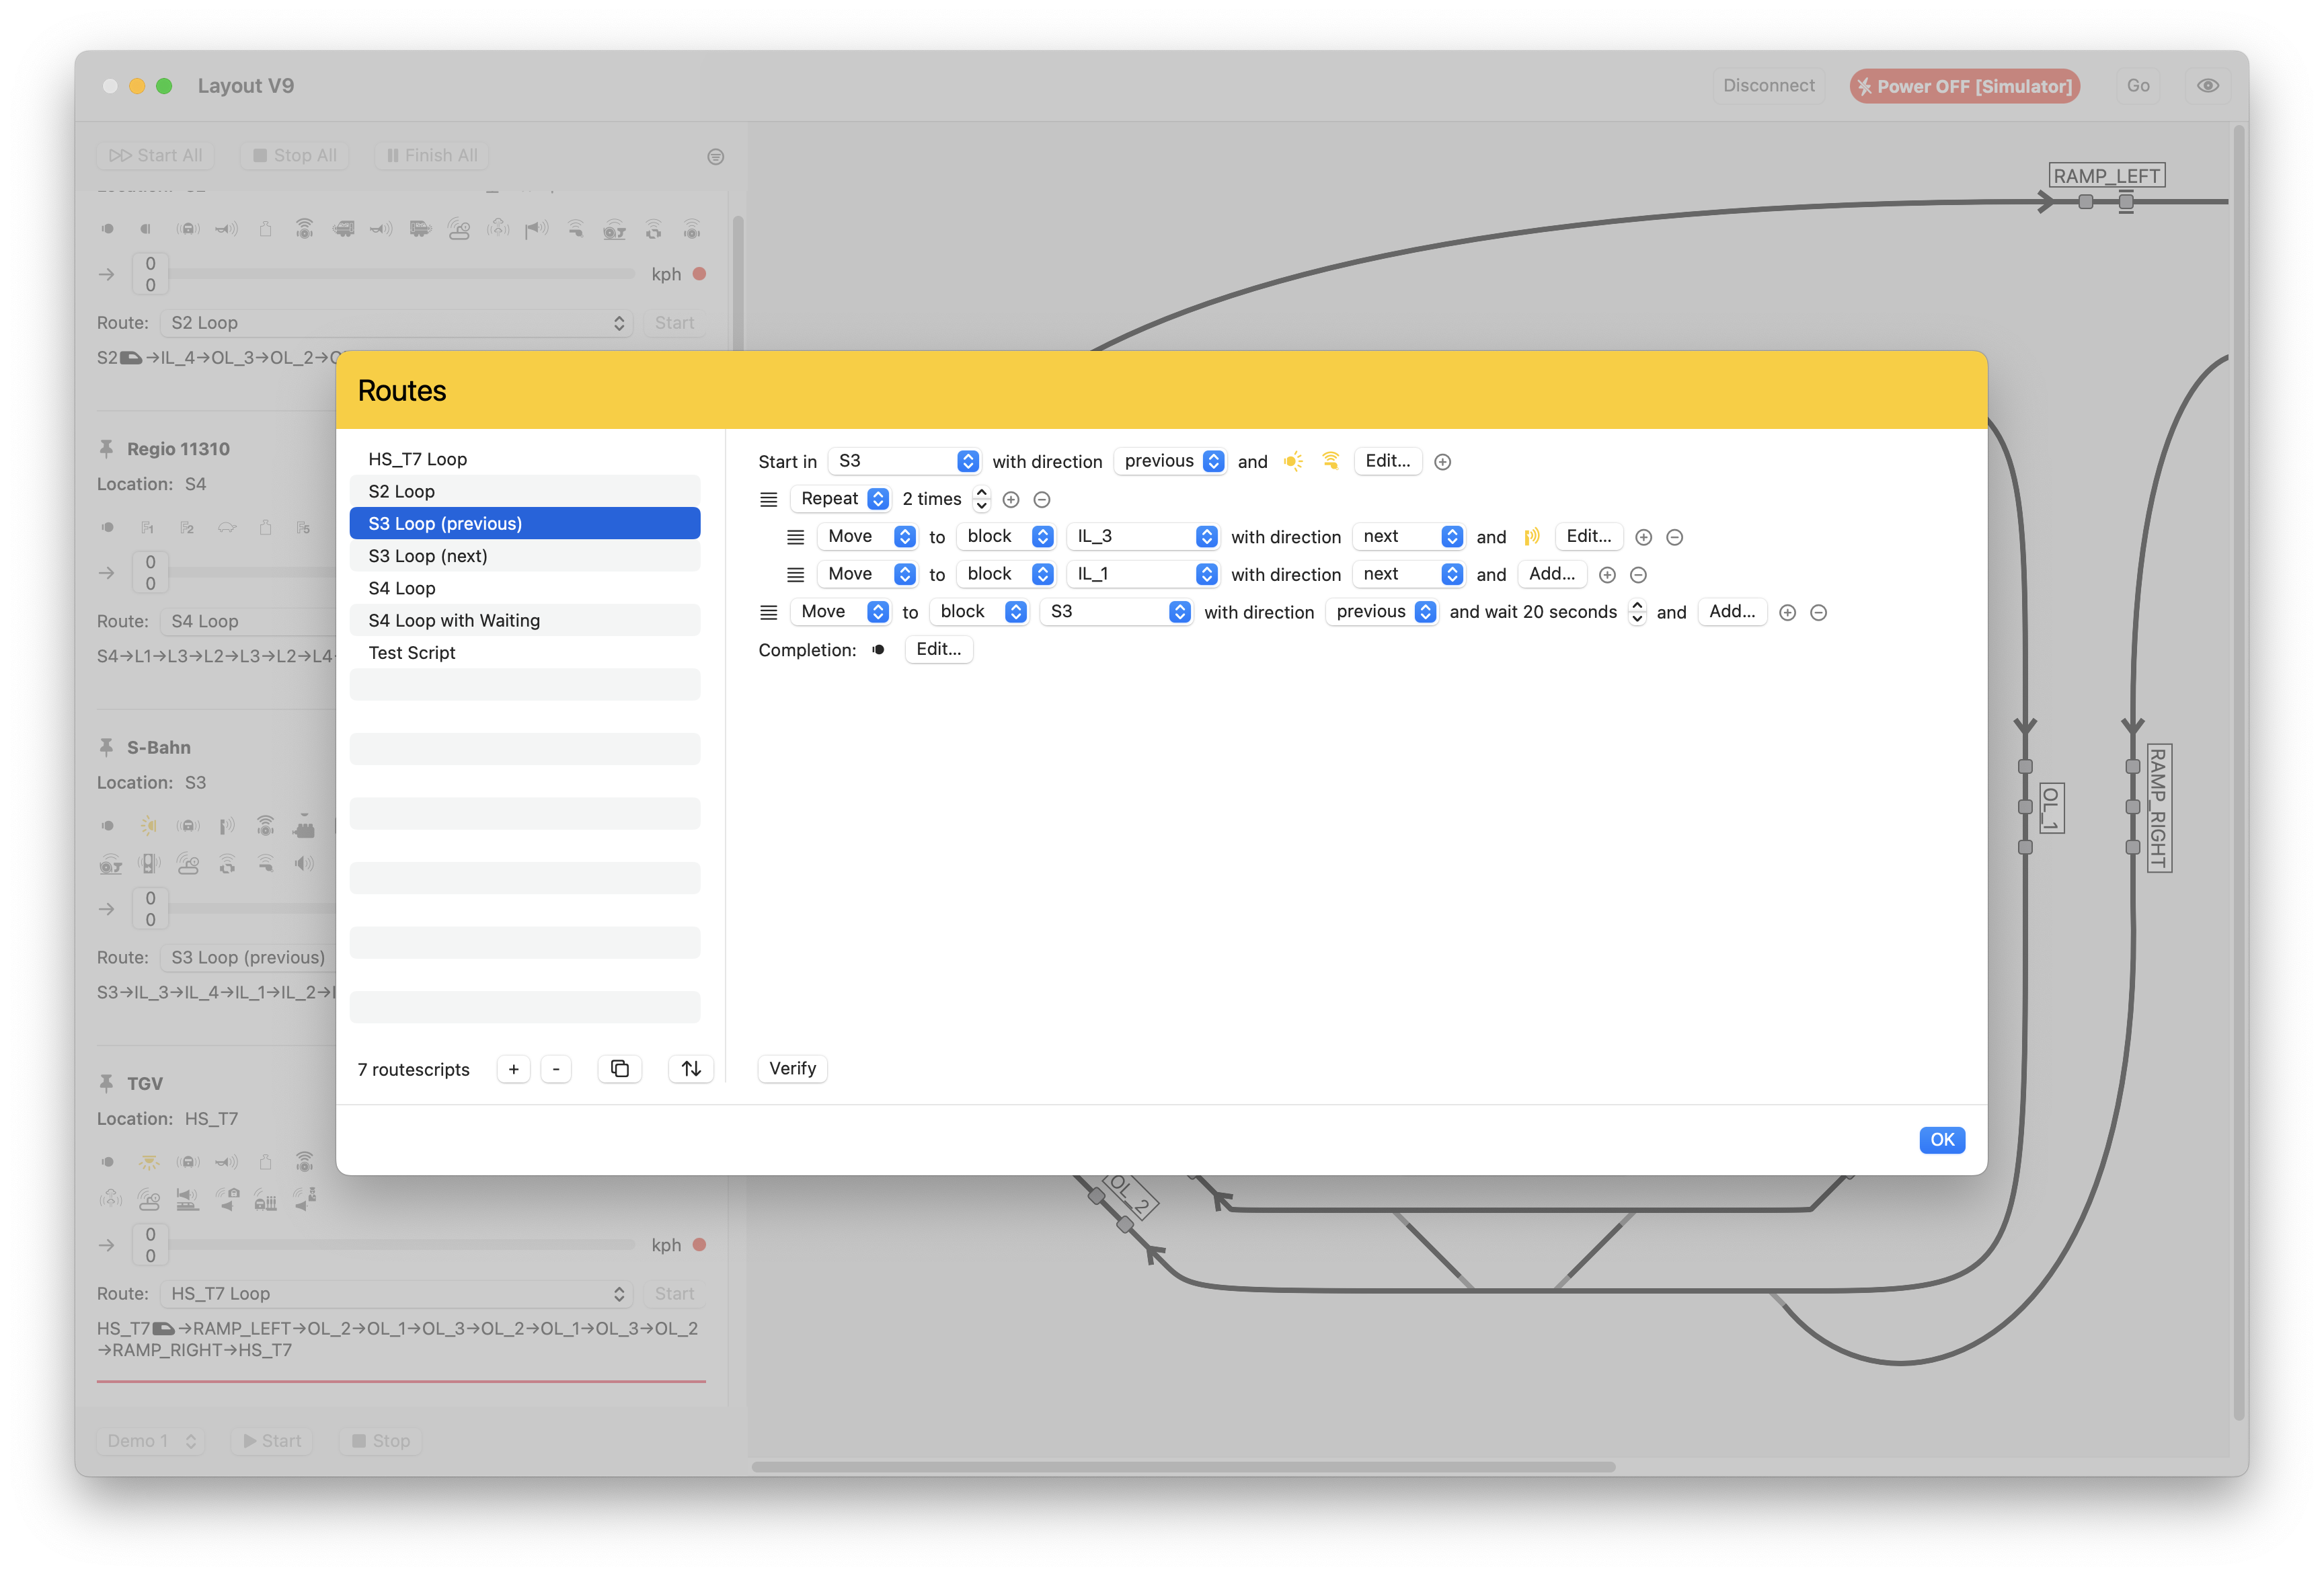 Layout V9
Disconnect
Power OFF [Simulator]
Go
Start All
Stop All
Finish All
0
0
kph
Route: S2 Loop
Start
S2 →IL_4→OL_3→OL_2→
Regio 11310
Location: S4
F1 F2 F5
0
0
Route: S4 Loop
S4→L1→L3→L2→L3→L2→L4
S-Bahn
Location: S3
0
0
Route: S3 Loop (previous)
S3→IL_3→IL_4→IL_1→IL_2→
TGV
Location: HS_T7
0
0
kph
Route: HS_T7 Loop
Start
HS_T7 →RAMP_LEFT→OL_2→OL_1→OL_3→OL_2→OL_1→OL_3→OL_2
→RAMP_RIGHT→HS_T7
Demo 1
Start
Stop
RAMP_LEFT
OL_1
RAMP_RIGHT
OL_2
Routes
HS_T7 Loop
S2 Loop
S3 Loop (previous)
S3 Loop (next)
S4 Loop
S4 Loop with Waiting
Test Script
7 routescripts
+
-
Start in S3 with direction previous and Edit...
Repeat 2 times
Move to block IL_3 with direction next and Edit...
Move to block IL_1 with direction next and Add...
Move to block S3 with direction previous and wait 20 seconds and Add...
Completion: Edit...
Verify
OK